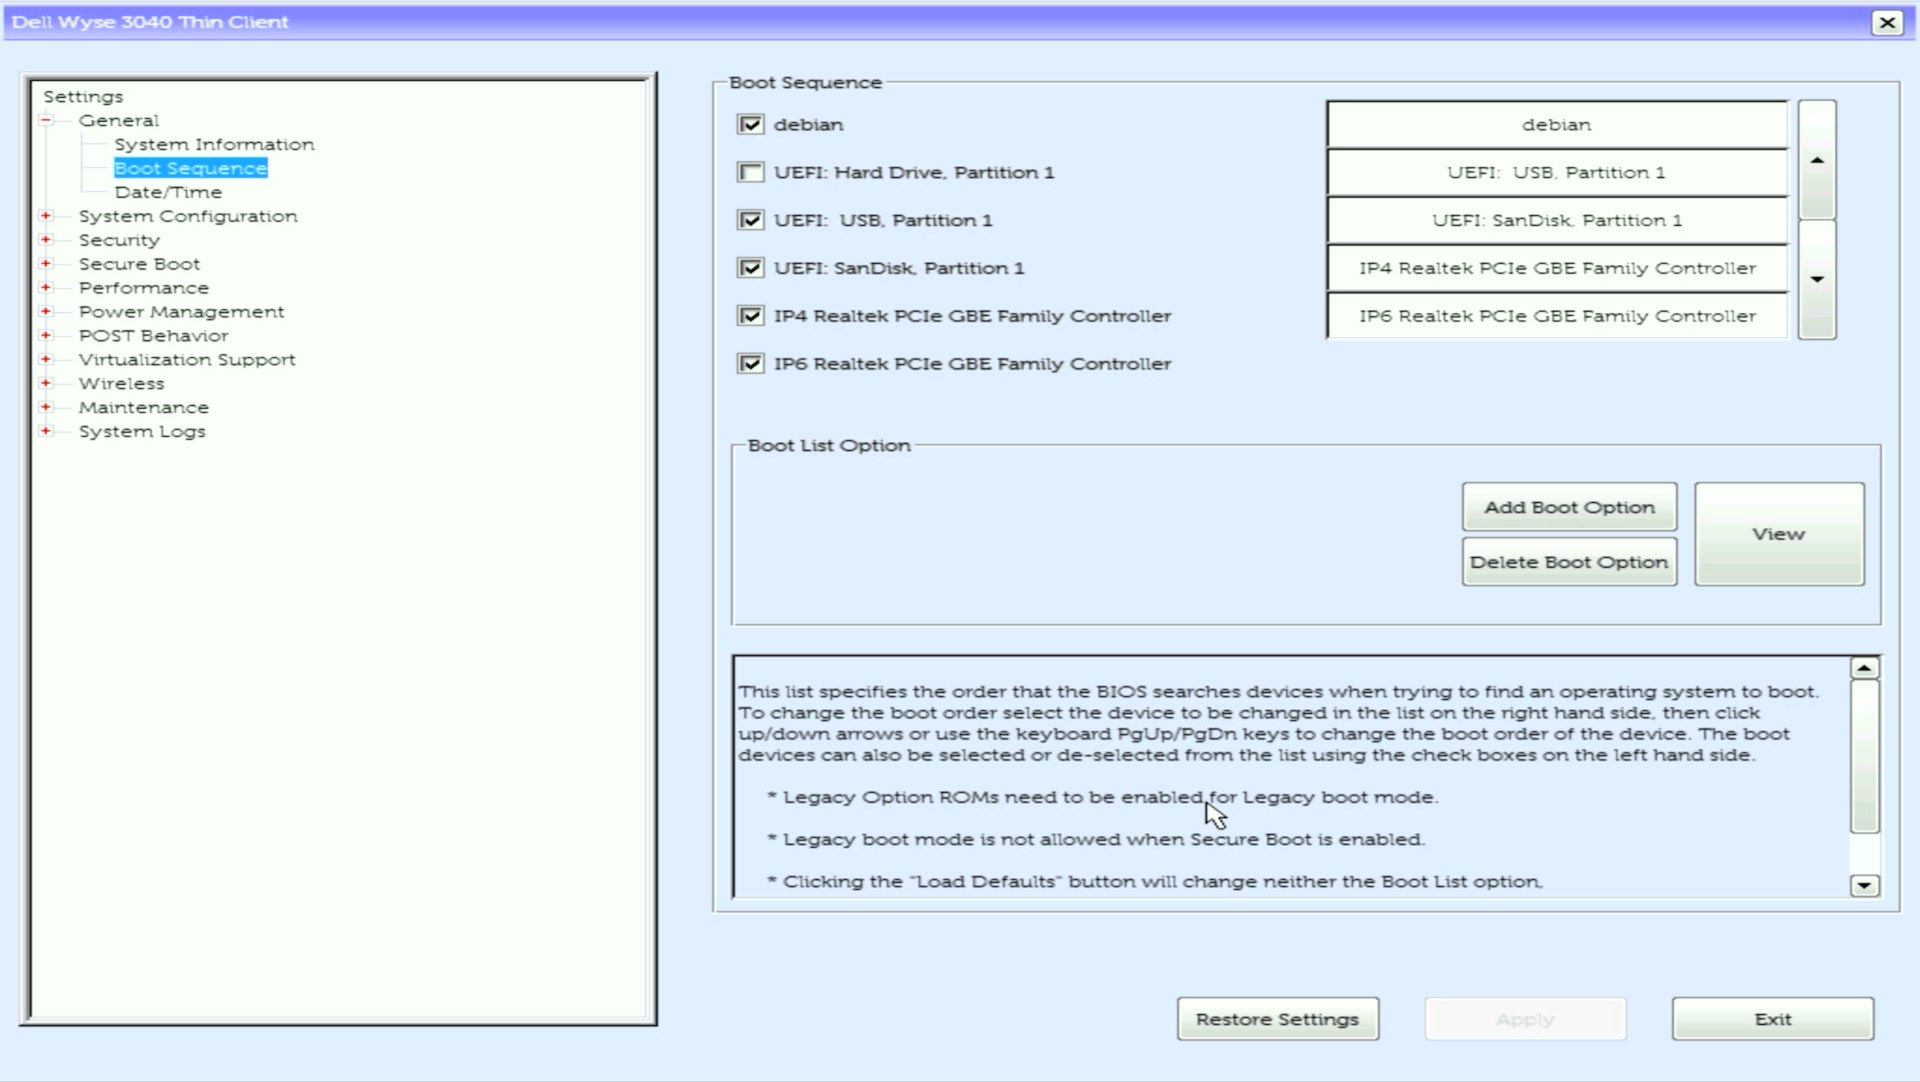 Dell Wyse 3040 Thin Client
Settings
General
System Information
Boot Sequence
Date/Time
System Configuration
Security
Secure Boot
Performance
Power Management
POST Behavior
Virtualization Support
Wireless
Maintenance
System Logs
Boot Sequence
debian
UEFI: Hard Drive, Partition 1
UEFI:  USB, Partition 1
UEFI: SanDisk, Partition 1
IP4 Realtek PCIe GBE Family Controller
IP6 Realtek PCIe GBE Family Controller
debian
UEFI:  USB, Partition 1
UEFI: SanDisk, Partition 1
IP4 Realtek PCIe GBE Family Controller
IP6 Realtek PCIe GBE Family Controller
Boot List Option
Add Boot Option
Delete Boot Option
View
This list specifies the order that the BIOS searches devices when trying to find an operating system to boot.
To change the boot order select the device to be changed in the list on the right hand side, then click
up/down arrows or use the keyboard PgUp/PgDn keys to change the boot order of the device. The boot
devices can also be selected or de-selected from the list using the check boxes on the left hand side.
* Legacy Option ROMs need to be enabled for Legacy boot mode.
* Legacy boot mode is not allowed when Secure Boot is enabled.
* Clicking the "Load Defaults" button will change neither the Boot List option,
Restore Settings
Apply
Exit